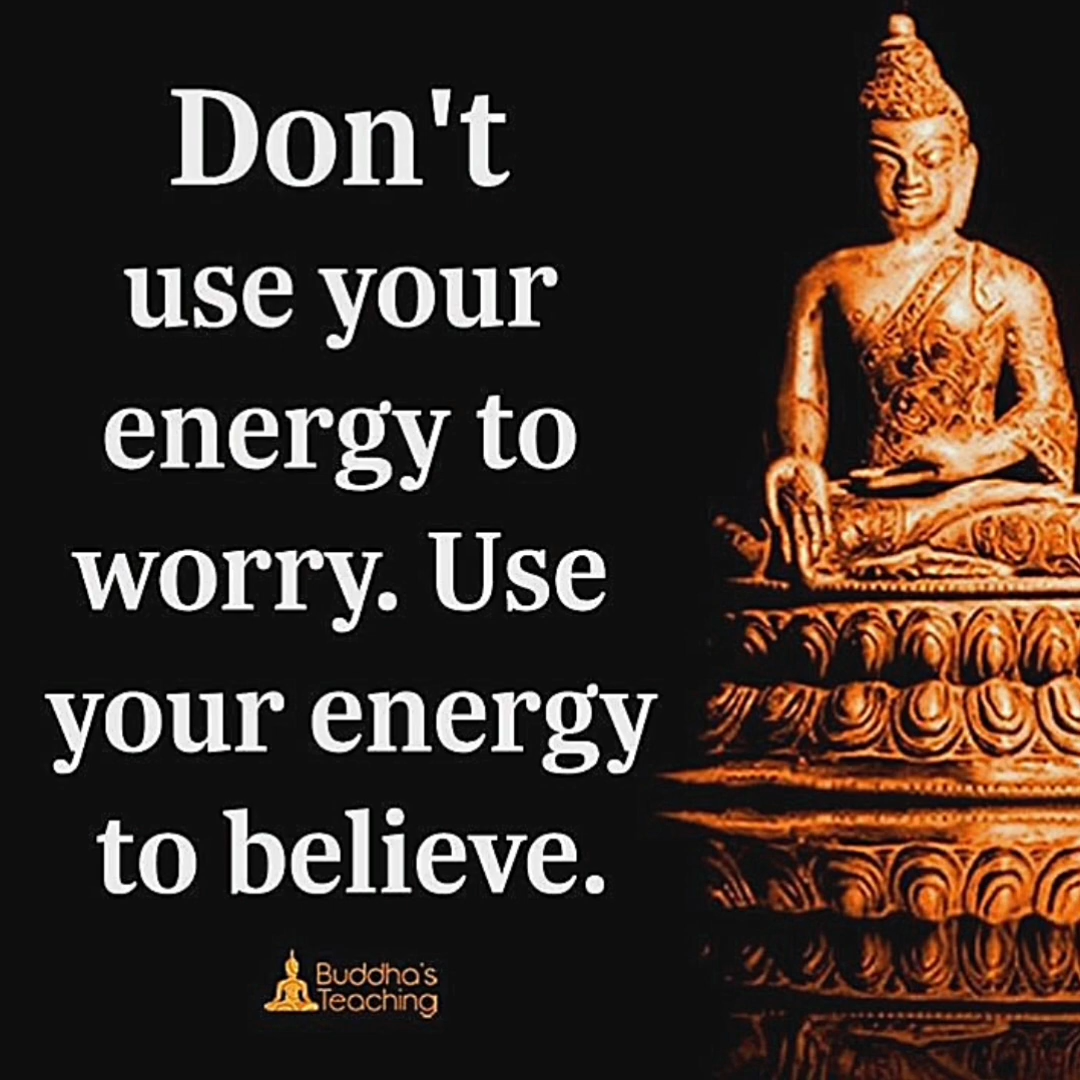 Don't
use your
energy to
worry. Use
your energy
to believe.
Buddha's
Teaching